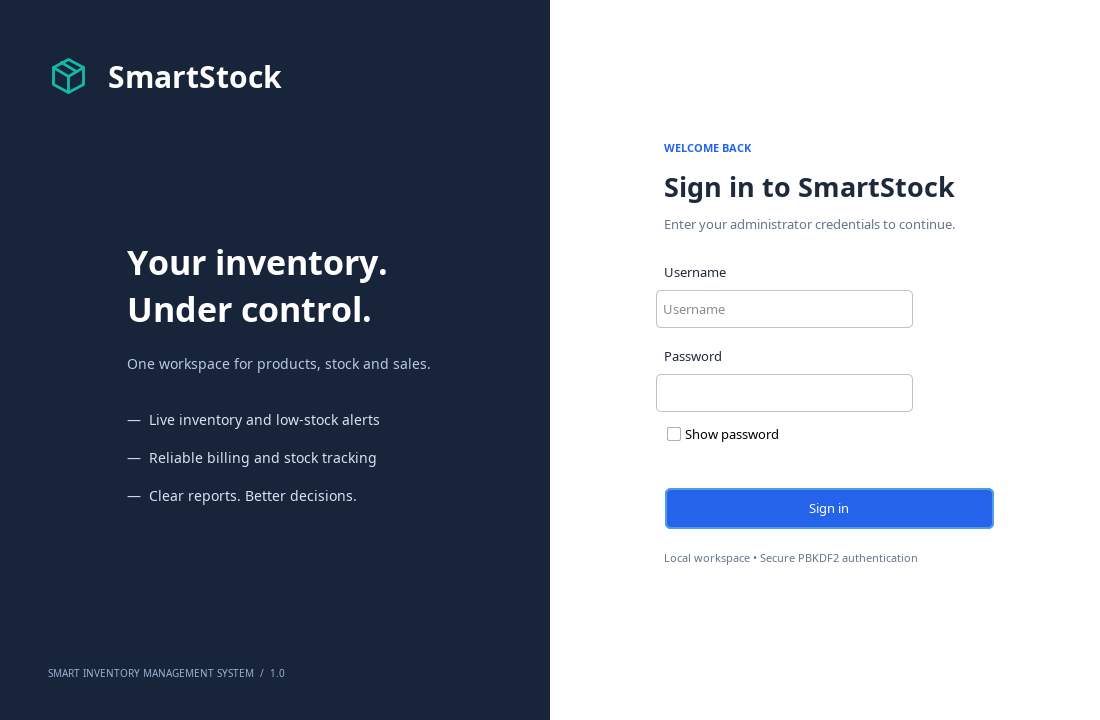 SmartStock
Your inventory.
Under control.
One workspace for products, stock and sales.
— Live inventory and low-stock alerts
— Reliable billing and stock tracking
— Clear reports. Better decisions.
SMART INVENTORY MANAGEMENT SYSTEM / 1.0
WELCOME BACK
Sign in to SmartStock
Enter your administrator credentials to continue.
Username
Username
Password
Show password
Sign in
Local workspace • Secure PBKDF2 authentication